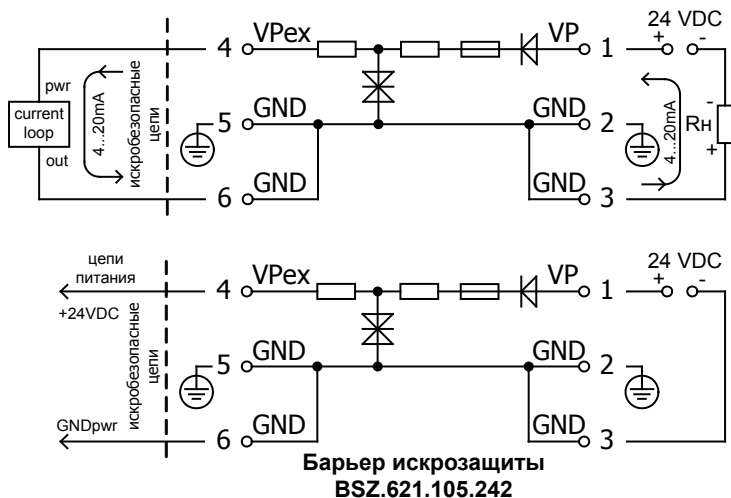 24 VDC
4 VPex VP 1 + -
pwr
current
loop
out
4...20mA
искробезопасные
цепи
5 GND GND 2
4...20mA
-
Rн
+
6 GND GND 3
цепи
питания
24 VDC
4 VPex VP 1 + -
+24VDC
искробезопасные
цепи
5 GND GND 2
GNDpwr
6 GND GND 3
Барьер искрозащиты
BSZ.621.105.242